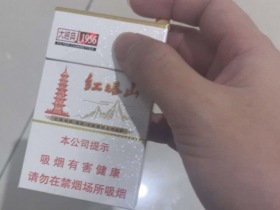 大经典 1956
红塔山
本公司提示
吸烟有害健康
请勿在禁烟场所吸烟